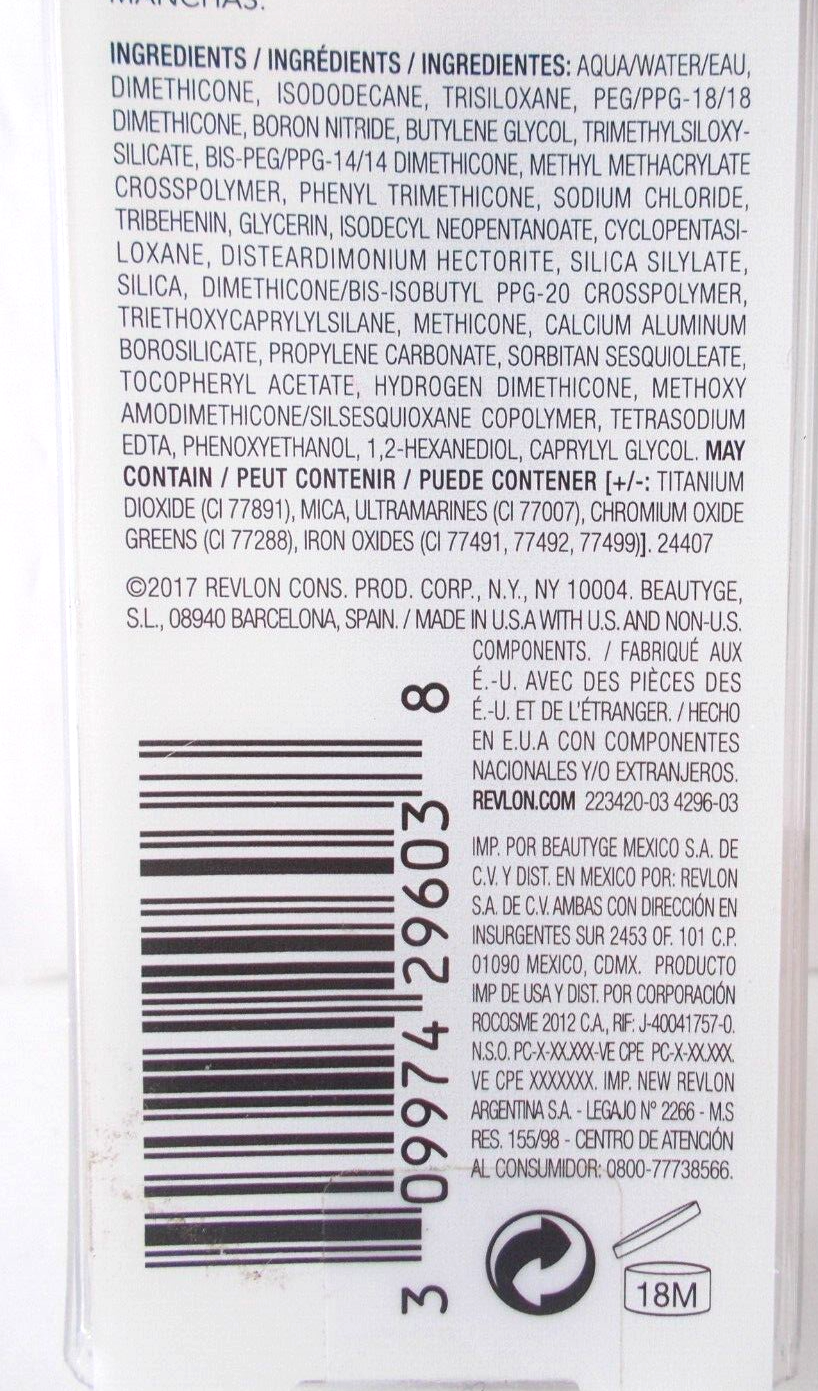 INGREDIENTS / INGRÉDIENTS / INGREDIENTES: AQUA/WATER/EAU,
DIMETHICONE, ISODODECANE, TRISILOXANE, PEG/PPG-18/18
DIMETHICONE, BORON NITRIDE, BUTYLENE GLYCOL, TRIMETHYLSILOXY-
SILICATE, BIS-PEG/PPG-14/14 DIMETHICONE, METHYL METHACRYLATE
CROSSPOLYMER, PHENYL TRIMETHICONE, SODIUM CHLORIDE,
TRIBEHENIN, GLYCERIN, ISODECYL NEOPENTANOATE, CYCLOPENTASI-
LOXANE, DISTEARDIMONIUM HECTORITE, SILICA SILYLATE,
SILICA, DIMETHICONE/BIS-ISOBUTYL PPG-20 CROSSPOLYMER,
TRIETHOXYCAPRYLYLSILANE, METHICONE, CALCIUM ALUMINUM
BOROSILICATE, PROPYLENE CARBONATE, SORBITAN SESQUIOLEATE,
TOCOPHERYL ACETATE, HYDROGEN DIMETHICONE, METHOXY
AMODIMETHICONE/SILSESQUIOXANE COPOLYMER, TETRASODIUM
EDTA, PHENOXYETHANOL, 1,2-HEXANEDIOL, CAPRYLYL GLYCOL. MAY
CONTAIN / PEUT CONTENIR / PUEDE CONTENER [+/-: TITANIUM
DIOXIDE (CI 77891), MICA, ULTRAMARINES (CI 77007), CHROMIUM OXIDE
GREENS (CI 77288), IRON OXIDES (CI 77491, 77492, 77499)]. 24407
©2017 REVLON CONS. PROD. CORP., N.Y., NY 10004. BEAUTYGE,
S.L., 08940 BARCELONA, SPAIN. / MADE IN U.S.A WITH U.S. AND NON-U.S.
COMPONENTS. / FABRIQUÉ AUX
É.-U. AVEC DES PIÈCES DES
É.-U. ET DE L'ÉTRANGER. / HECHO
EN E.U.A CON COMPONENTES
NACIONALES Y/O EXTRANJEROS.
REVLON.COM 223420-03 4296-03
IMP. POR BEAUTYGE MEXICO S.A. DE
C.V. Y DIST. EN MEXICO POR: REVLON
S.A. DE C.V. AMBAS CON DIRECCIÓN EN
INSURGENTES SUR 2453 OF. 101 C.P.
01090 MEXICO, CDMX. PRODUCTO
IMP DE USA Y DIST. POR CORPORACIÓN
ROCOSME 2012 C.A., RIF: J-40041757-0.
N.S.O. PC-X-XX.XXX-VE CPE PC-X-XX.XXX.
VE CPE XXXXXXX. IMP. NEW REVLON
ARGENTINA S.A. - LEGAJO N° 2266 - M.S
RES. 155/98 - CENTRO DE ATENCIÓN
AL CONSUMIDOR: 0800-77738566.
3 09974 29603 8
18M